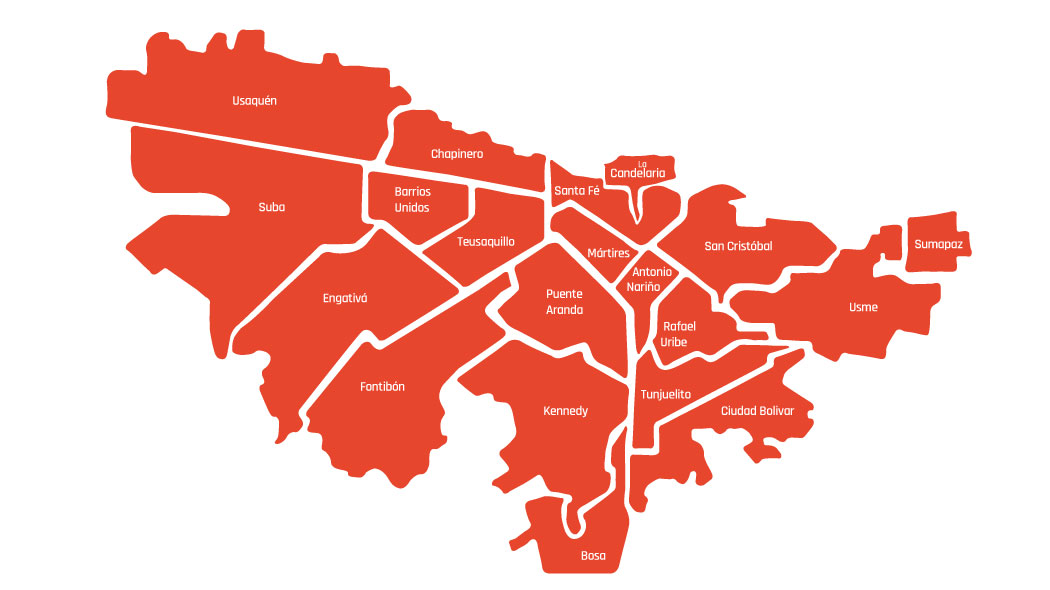 Usaquén
Chapinero
La
Candelaria
Santa Fé
Barrios
Unidos
Suba
Teusaquillo
Mártires
San Cristóbal
Sumapaz
Antonio
Nariño
Engativá
Puente
Aranda
Usme
Rafael
Uribe
Fontibón
Tunjuelito
Kennedy
Ciudad Bolivar
Bosa